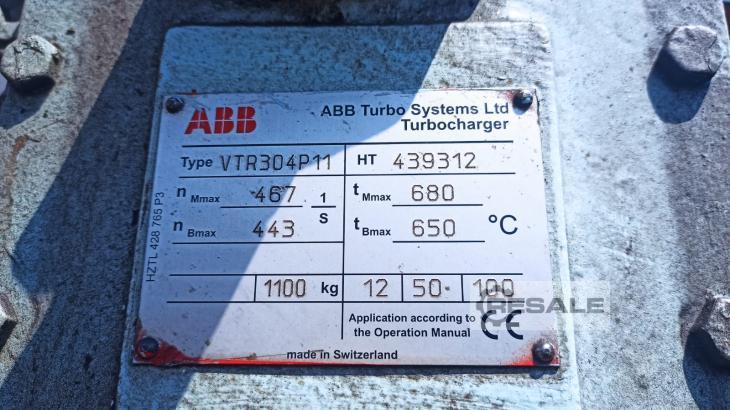 ABB
ABB Turbo Systems Ltd
Turbocharger
Type VTR304P11 HT 439312
n Mmax 467 1/S t Mmax 680
n Bmax 443 t Bmax 650 °C
1100 kg 12 50 100
Application according to
the Operation Manual CE
made in Switzerland
HZTL 428 765 P3
RESALE